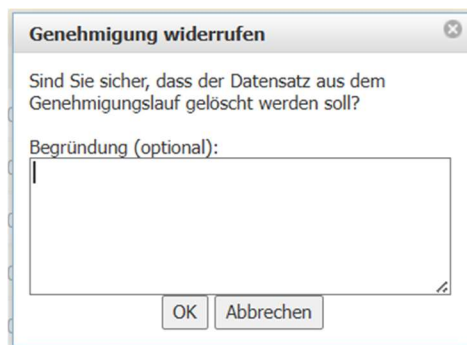 Genehmigung widerrufen
Sind Sie sicher, dass der Datensatz aus dem
Genehmigungslauf gelöscht werden soll?
Begründung (optional):
OK Abbrechen